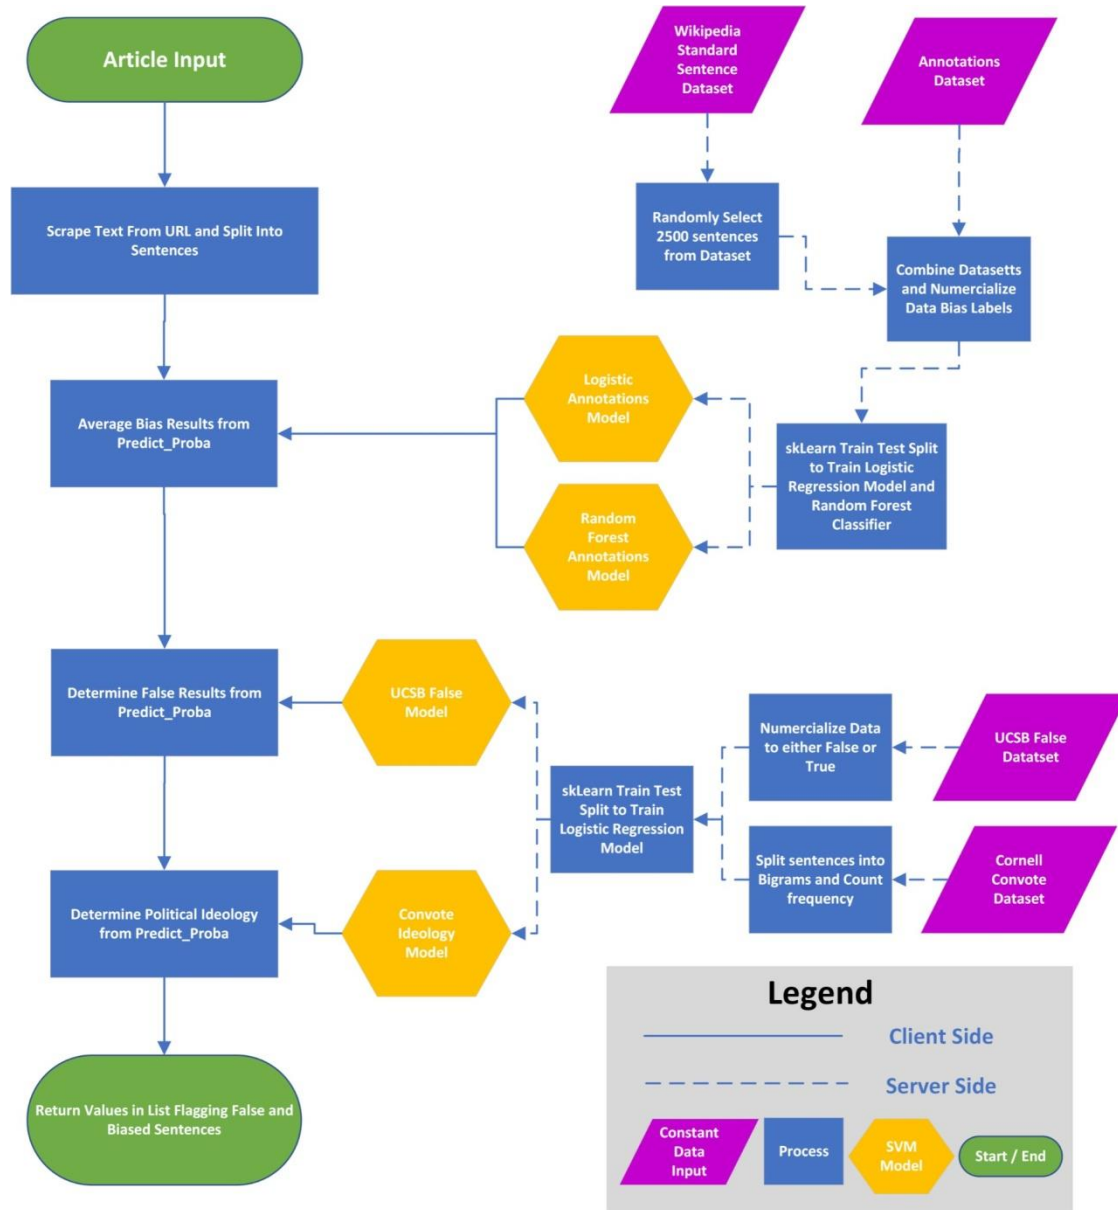 Article Input
Wikipedia
Standard
Sentence
Dataset
Annotations
Dataset
Scrape Text From URL and Split Into
Sentences
Randomly Select
2500 sentences
from Dataset
Combine Datasetts
and Numercialize
Data Bias Labels
Average Bias Results from
Predict_Proba
Logistic
Annotations
Model
skLearn Train Test Split
to Train Logistic
Regression Model and
Random Forest
Classifier
Random
Forest
Annotations
Model
Determine False Results from
Predict_Proba
UCSB False
Model
Numercialize Data
to either False or
True
UCSB False
Datatset
skLearn Train Test
Split to Train
Logistic Regression
Model
Determine Political Ideology
from Predict_Proba
Convote
Ideology
Model
Split sentences into
Bigrams and Count
frequency
Cornell
Convote
Dataset
Return Values in List Flagging False and
Biased Sentences
Legend
Client Side
Server Side
Constant
Data
Input
Process
SVM
Model
Start / End